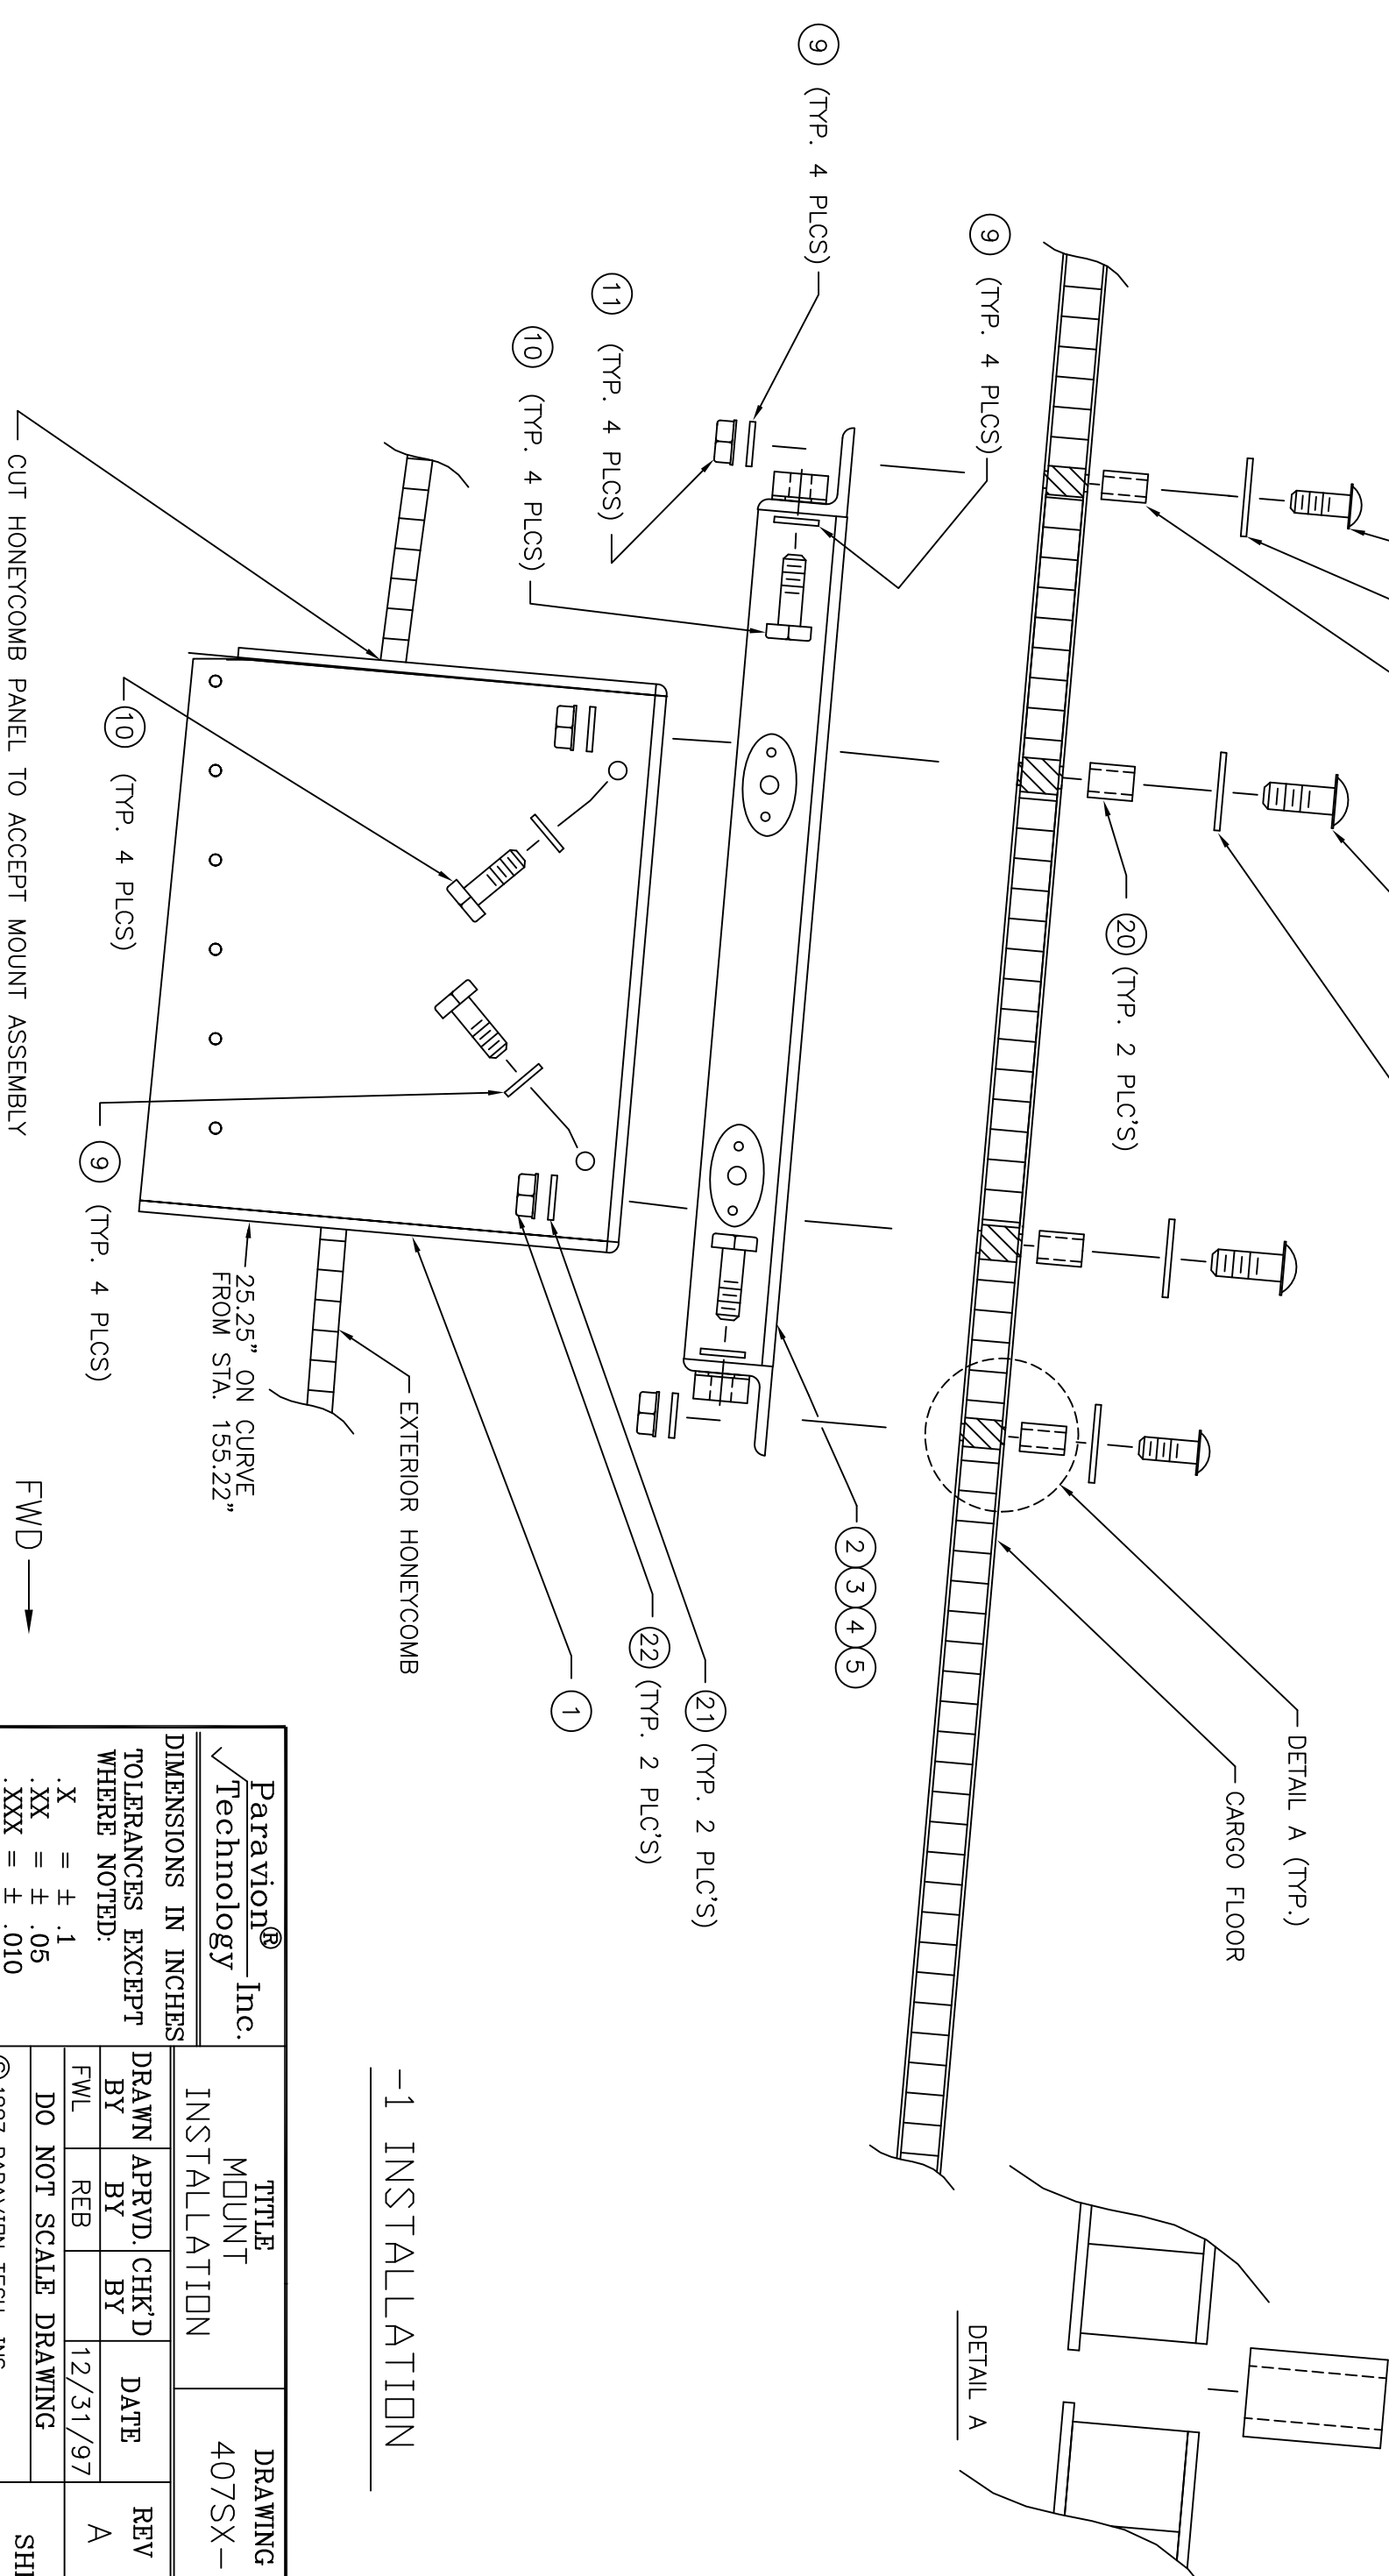 9 (TYP. 4 PLCS)
9 (TYP. 4 PLCS)
11 (TYP. 4 PLCS)
10 (TYP. 4 PLCS)
CUT HONEYCOMB PANEL TO ACCEPT MOUNT ASSEMBLY
10 (TYP. 4 PLCS)
9 (TYP. 4 PLCS)
20 (TYP. 2 PLC'S)
25.25" ON CURVE
FROM STA. 155.22"
EXTERIOR HONEYCOMB
FWD
2 3 4 5
21 (TYP. 2 PLC'S)
22 (TYP. 2 PLC'S)
1
DETAIL A (TYP.)
CARGO FLOOR
DETAIL A
-1 INSTALLATION
Paravion®
Technology Inc.
DIMENSIONS IN INCHES
TOLERANCES EXCEPT
WHERE NOTED:
.X = ± .1
.XX = ± .05
.XXX = ± .010
TITLE
MOUNT
INSTALLATION
DRAWN BY
APRVD. BY
CHK'D BY
DATE
REV
FWL
REB
12/31/97
A
DO NOT SCALE DRAWING
DRAWING
407SX-